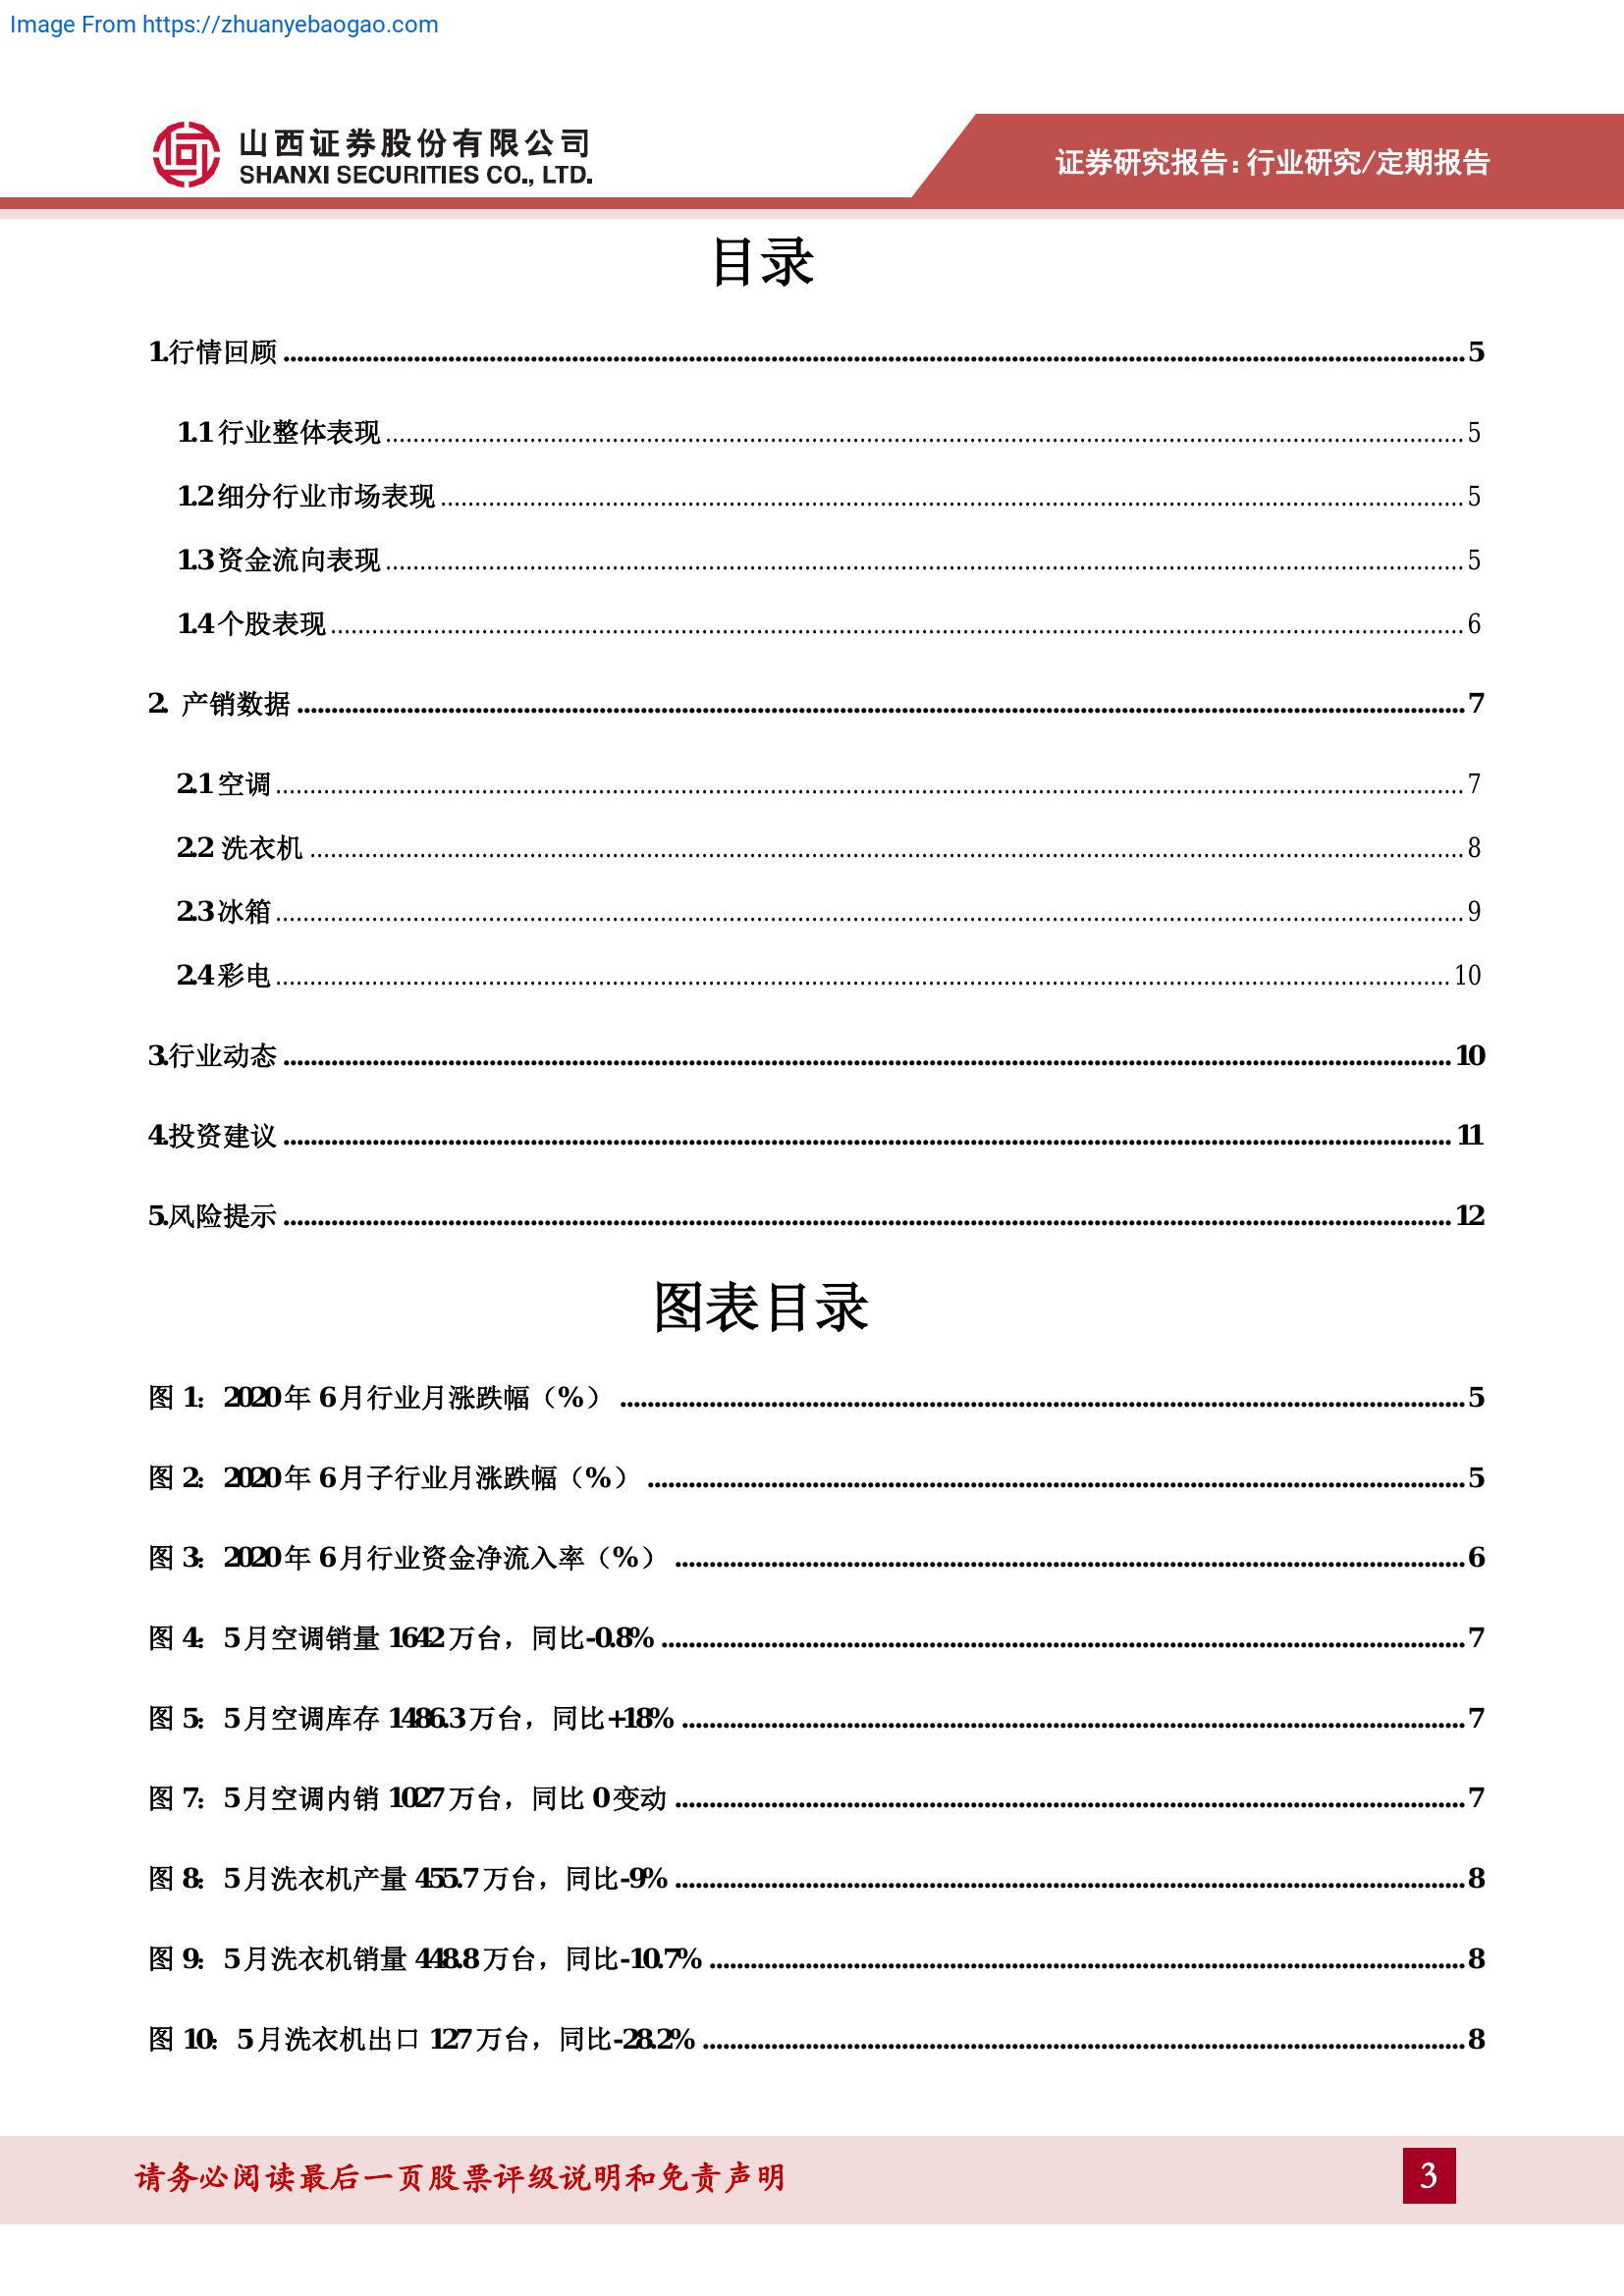 Image From https://zhuanyebaogao.com
山西证券股份有限公司
SHANXI SECURITIES CO., LTD.
证券研究报告:行业研究/定期报告
目录
1.行情回顾 5
1.1 行业整体表现 5
1.2 细分行业市场表现 5
1.3 资金流向表现 5
1.4 个股表现 6
2. 产销数据 7
2.1 空调 7
2.2 洗衣机 8
2.3 冰箱 9
2.4 彩电 10
3.行业动态 10
4.投资建议 11
5.风险提示 12
图表目录
图 1: 2020 年 6 月行业月涨跌幅(%) 5
图 2: 2020 年 6 月子行业月涨跌幅(%) 5
图 3: 2020 年 6 月行业资金净流入率(%) 6
图 4: 5 月空调销量 1642 万台,同比-0.8% 7
图 5: 5 月空调库存 1486.3 万台,同比+18% 7
图 7: 5 月空调内销 1027 万台,同比 0 变动 7
图 8: 5 月洗衣机产量 455.7 万台,同比-9% 8
图 9: 5 月洗衣机销量 448.8 万台,同比-10.7% 8
图 10: 5 月洗衣机出口 127 万台,同比-28.2% 8
请务必阅读最后一页股票评级说明和免责声明
3